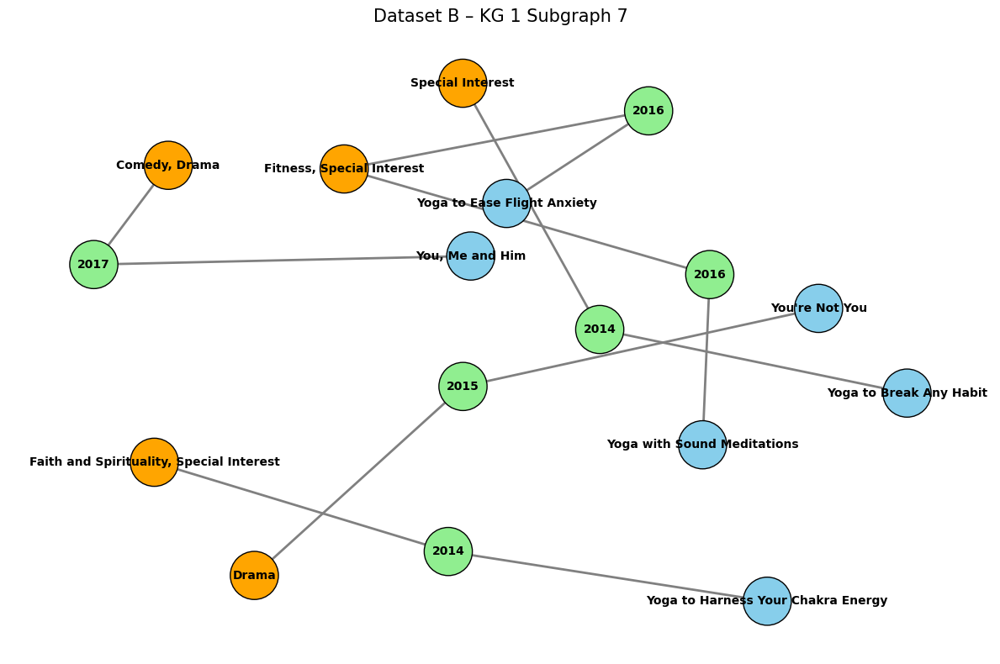 Dataset B – KG 1 Subgraph 7
Special Interest
2016
Comedy, Drama
Fitness, Special Interest
Yoga to Ease Flight Anxiety
You, Me and Him
2017
2016
You're Not You
2014
2015
Yoga to Break Any Habit
Yoga with Sound Meditations
Faith and Spirituality, Special Interest
2014
Drama
Yoga to Harness Your Chakra Energy